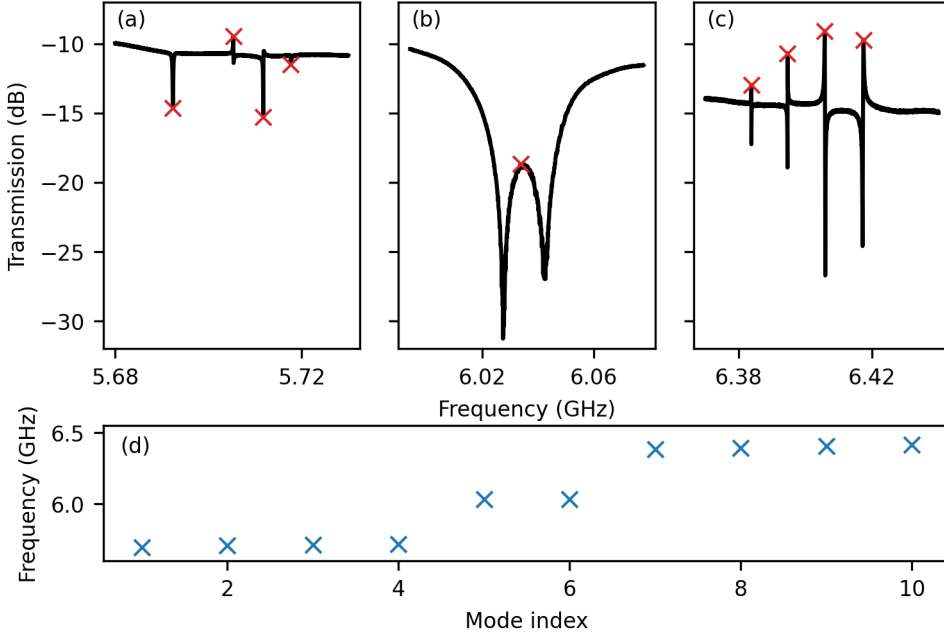 (a)
(b)
(c)
Transmission (dB)
−10
−15
−20
−25
−30
5.68
5.72
6.02
6.06
6.38
6.42
Frequency (GHz)
(d)
Frequency (GHz)
6.5
6.0
2
4
6
8
10
Mode index